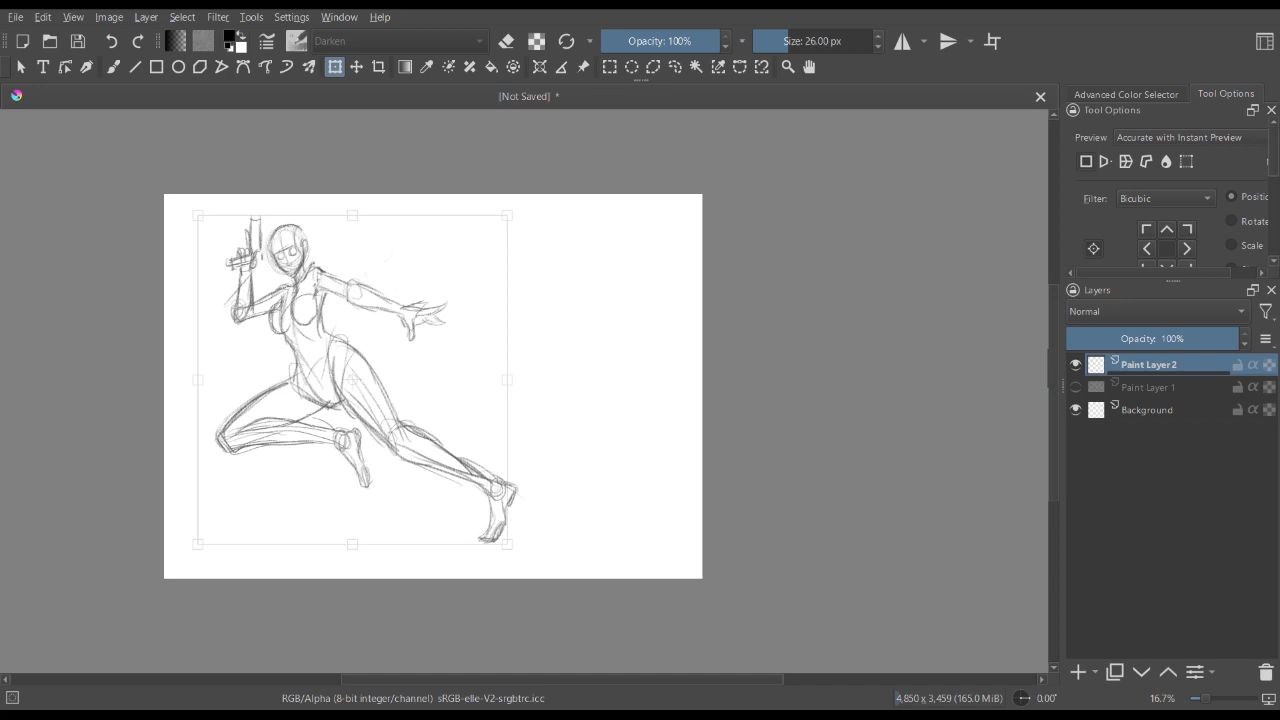 File Edit View Image Layer Select Filter Tools Settings Window Help
Darken Opacity: 100% Size: 26.00 px
[Not Saved] *
Advanced Color Selector Tool Options
Tool Options
Preview Accurate with Instant Preview
Filter: Bicubic Positic
Rotate
Scale
Layers
Normal
Opacity: 100%
Paint Layer 2
Paint Layer 1
Background
RGB/Alpha (8-bit integer/channel) sRGB-elle-V2-srgbtrc.icc 4,850 x 3,459 (165.0 MiB) 0.00° 16.7%